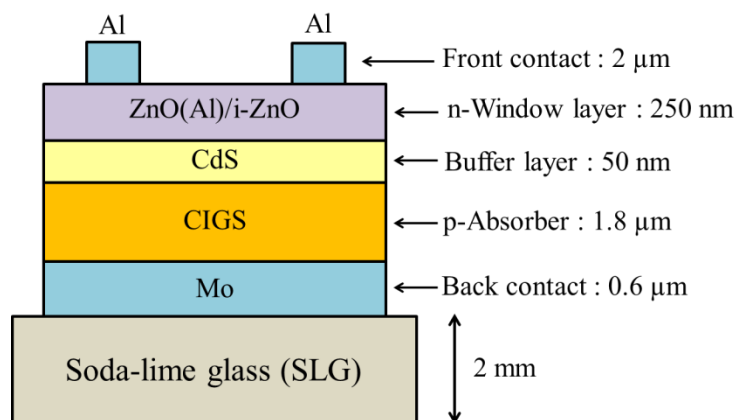 Al Al
Front contact : 2 µm
ZnO(Al)/i-ZnO
n-Window layer : 250 nm
CdS
Buffer layer : 50 nm
CIGS
p-Absorber : 1.8 µm
Mo
Back contact : 0.6 µm
Soda-lime glass (SLG)
2 mm